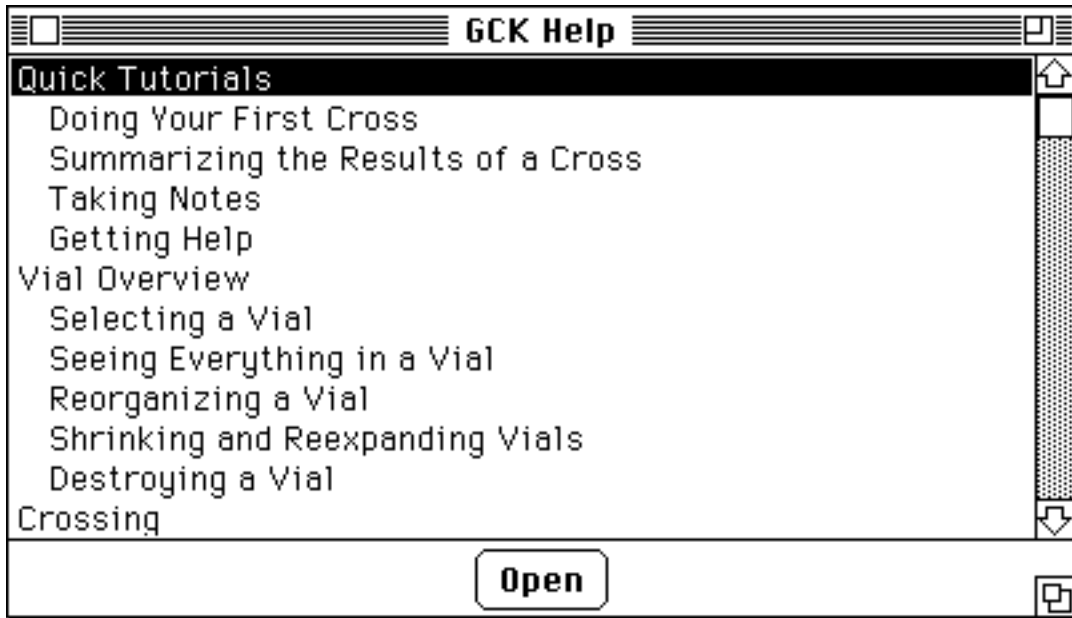 GCK Help
Quick Tutorials
Doing Your First Cross
Summarizing the Results of a Cross
Taking Notes
Getting Help
Vial Overview
Selecting a Vial
Seeing Everything in a Vial
Reorganizing a Vial
Shrinking and Reexpanding Vials
Destroying a Vial
Crossing
Open